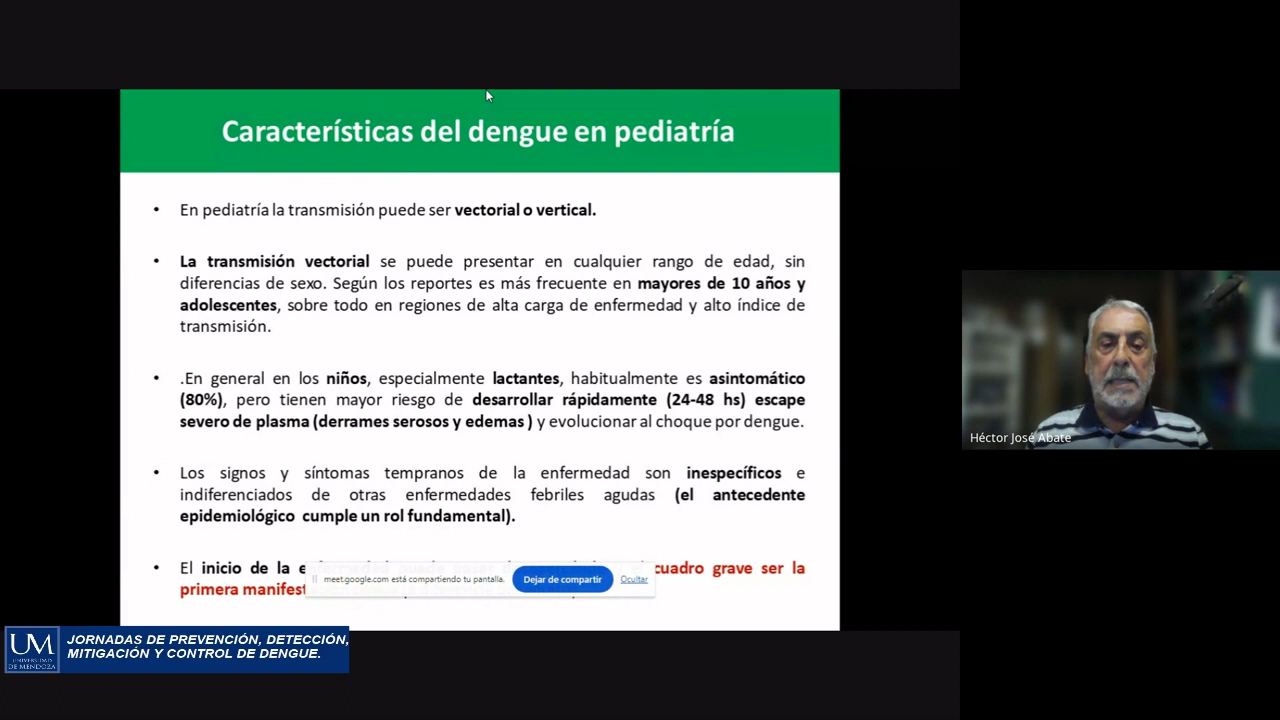 Características del dengue en pediatría
• En pediatría la transmisión puede ser vectorial o vertical.
• La transmisión vectorial se puede presentar en cualquier rango de edad, sin
diferencias de sexo. Según los reportes es más frecuente en mayores de 10 años y
adolescentes, sobre todo en regiones de alta carga de enfermedad y alto índice de
transmisión.
• .En general en los niños, especialmente lactantes, habitualmente es asintomático
(80%), pero tienen mayor riesgo de desarrollar rápidamente (24-48 hs) escape
severo de plasma (derrames serosos y edemas ) y evolucionar al choque por dengue.
• Los signos y síntomas tempranos de la enfermedad son inespecíficos e
indiferenciados de otras enfermedades febriles agudas (el antecedente
epidemiológico cumple un rol fundamental).
• El inicio de la cuadro grave ser la
primera
meet.google.com está compartiendo tu pantalla. Dejar de compartir Ocultar
Héctor José Abate
UM
UNIVERSIDAD
DE MENDOZA
JORNADAS DE PREVENCIÓN, DETECCIÓN,
MITIGACIÓN Y CONTROL DE DENGUE.